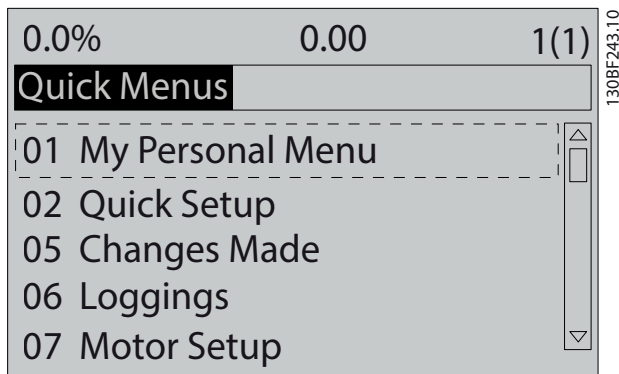 0.0% 0.00 1(1)
Quick Menus
01 My Personal Menu
02 Quick Setup
05 Changes Made
06 Loggings
07 Motor Setup
130BF243.10